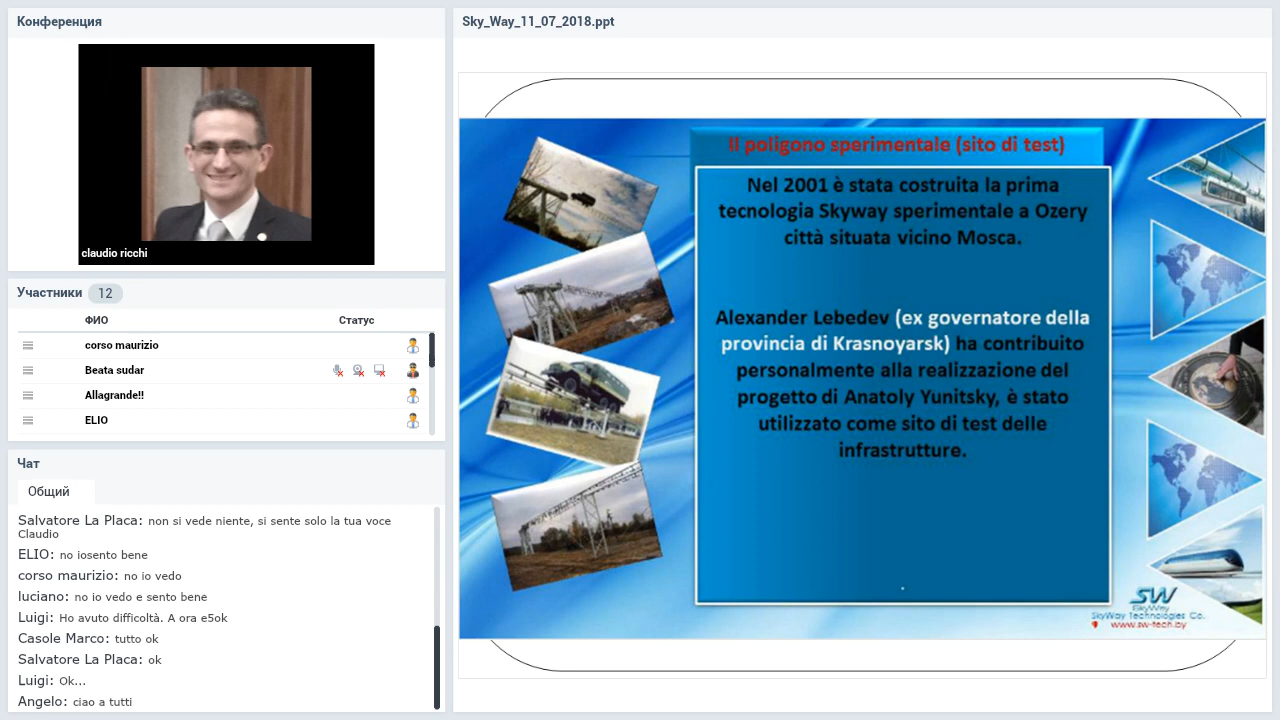 Конференция
claudio ricchi
Участники 12
ФИО Статус
corso maurizio
Beata sudar
Allagrande!!
ELIO
Чат
Общий
Salvatore La Placa: non si vede niente, si sente solo la tua voce
Claudio
ELIO: no iosento bene
corso maurizio: no io vedo
luciano: no io vedo e sento bene
Luigi: Ho avuto difficoltà. A ora e5ok
Casole Marco: tutto ok
Salvatore La Placa: ok
Luigi: Ok...
Angelo: ciao a tutti
Sky_Way_11_07_2018.ppt
Il poligono sperimentale (sito di test)
Nel 2001 è stata costruita la prima
tecnologia Skyway sperimentale a Ozery
città situata vicino Mosca.
Alexander Lebedev (ex governatore della
provincia di Krasnoyarsk) ha contribuito
personalmente alla realizzazione del
progetto di Anatoly Yunitsky, è stato
utilizzato come sito di test delle
infrastrutture.
.
SW
SkyWay
SkyWay Technologies Co.
www.sw-tech.by